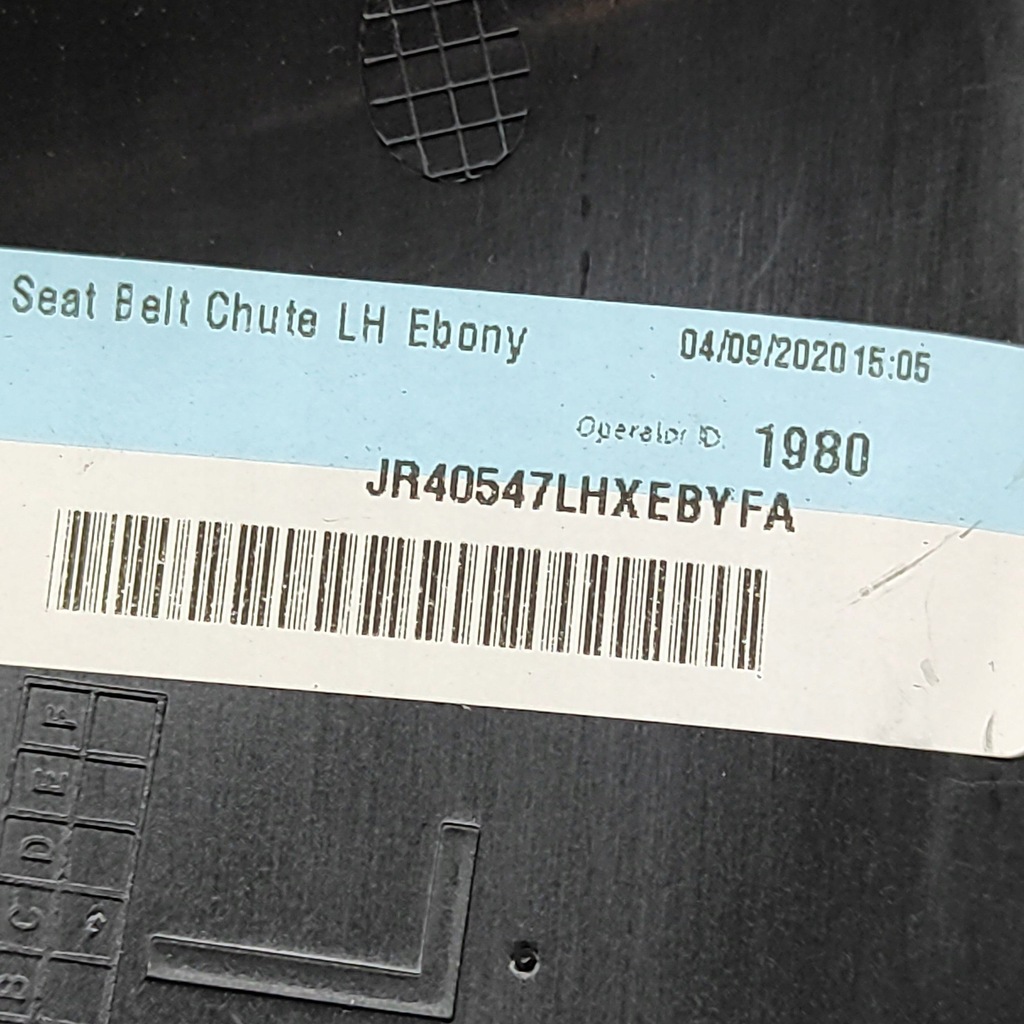 Seat Belt Chute LH Ebony 04/09/2020 15:05
Operator ID: 1980
JR40547LHXEBYFA
F
E
D
C
B